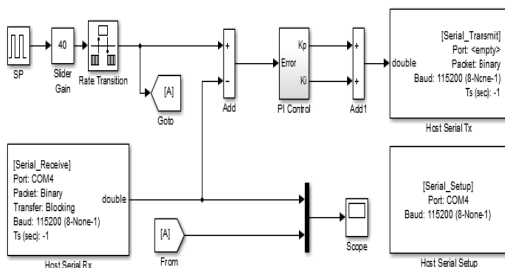 SP
40
Slider
Gain
Rate Transition
[A]
Goto
+
−
Add
Error
Kp
Ki
PI Control
+
+
Add1
double
[Serial_Transmit]
Port: <empty>
Packet: Binary
Baud: 115200 (8-None-1)
Ts (sec): -1
Host Serial Tx
[Serial_Receive]
Port: COM4
Packet: Binary
Transfer: Blocking
Baud: 115200 (8-None-1)
Ts (sec): -1
double
Host Serial Rx
[A]
From
Scope
[Serial_Setup]
Port: COM4
Baud: 115200 (8-None-1)
Host Serial Setup